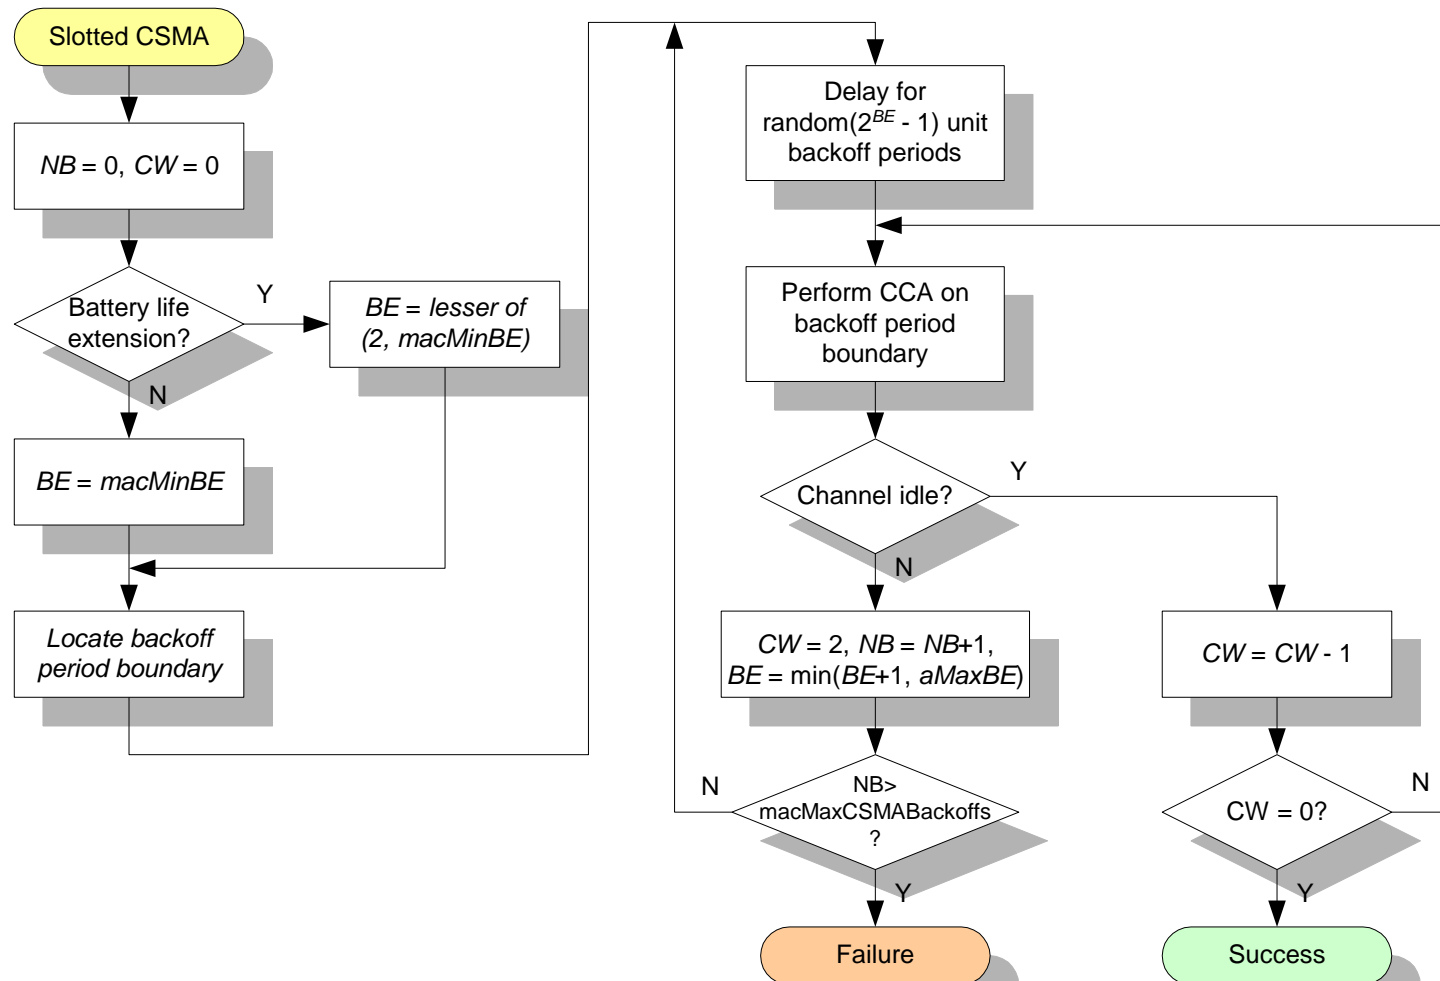 Slotted CSMA
NB = 0, CW = 0
Battery life
extension?
Y
N
BE = lesser of
(2, macMinBE)
BE = macMinBE
Locate backoff
period boundary
Delay for
random(2^BE - 1) unit
backoff periods
Perform CCA on
backoff period
boundary
Channel idle?
Y
N
CW = 2, NB = NB+1,
BE = min(BE+1, aMaxBE)
CW = CW - 1
NB>
macMaxCSMABackoffs
?
N
Y
CW = 0?
N
Y
Failure
Success